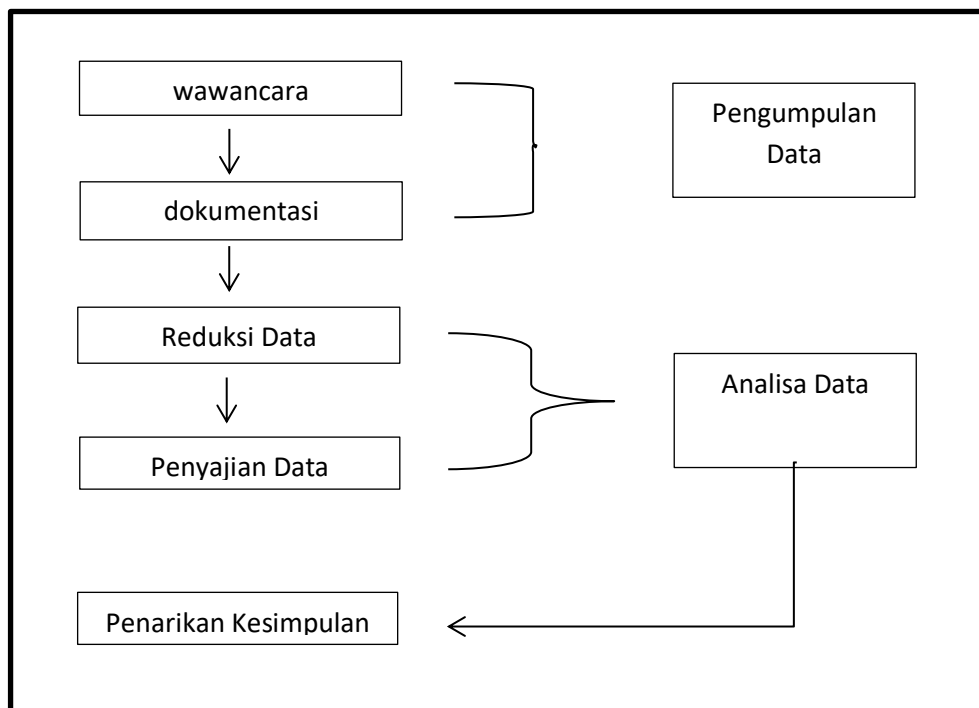 wawancara
Pengumpulan
Data
dokumentasi
Reduksi Data
Analisa Data
Penyajian Data
Penarikan Kesimpulan